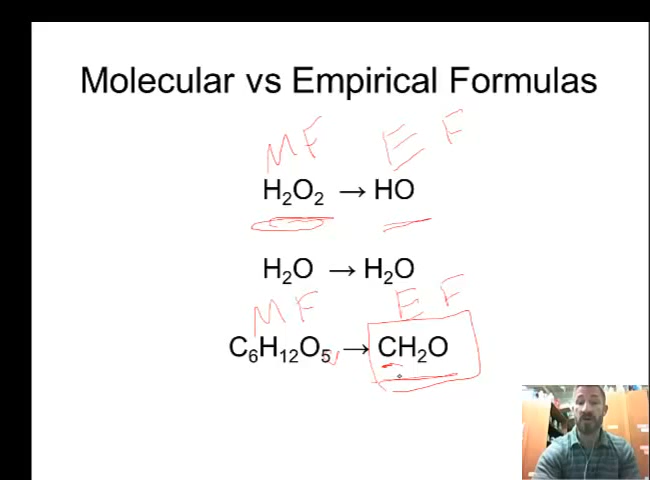 Molecular vs Empirical Formulas
MF EF
H₂O₂ → HO
H₂O → H₂O
MF EF
C₆H₁₂O₅ → CH₂O